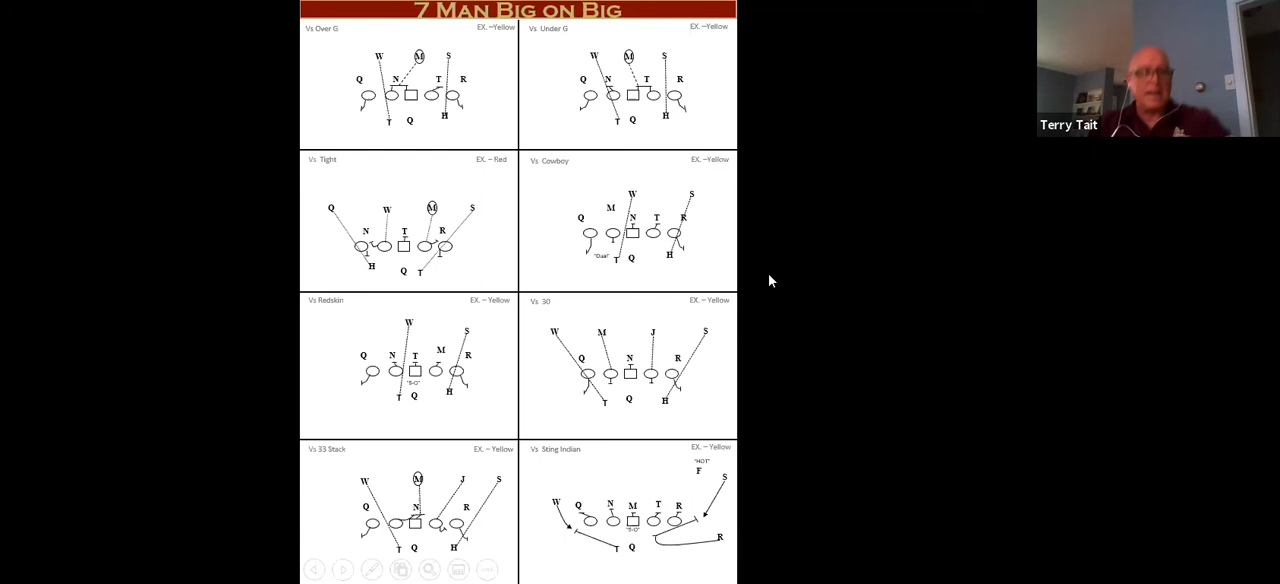 7 MAN BIG ON BIG
Vs Over G EX. –Yellow
W M S
Q N T R
T Q H
Vs Under G EX. –Yellow
W M S
Q N T R
T Q H
Vs Tight EX. – Red
Q W M S
N T R
H Q T
Vs Cowboy EX. –Yellow
W S
M
Q N T R
"Dual" T Q H
Vs Redskin EX. – Yellow
W S
M
Q N T R
"S-O"
T Q H
Vs 30 EX. – Yellow
W M J S
Q N R
T Q H
Vs 33 Stack EX. – Yellow
W M J S
Q N R
T Q H
Vs Sting Indian EX. – Yellow
"HOT"
F
S
W Q N M T R
R
T Q
Terry Tait